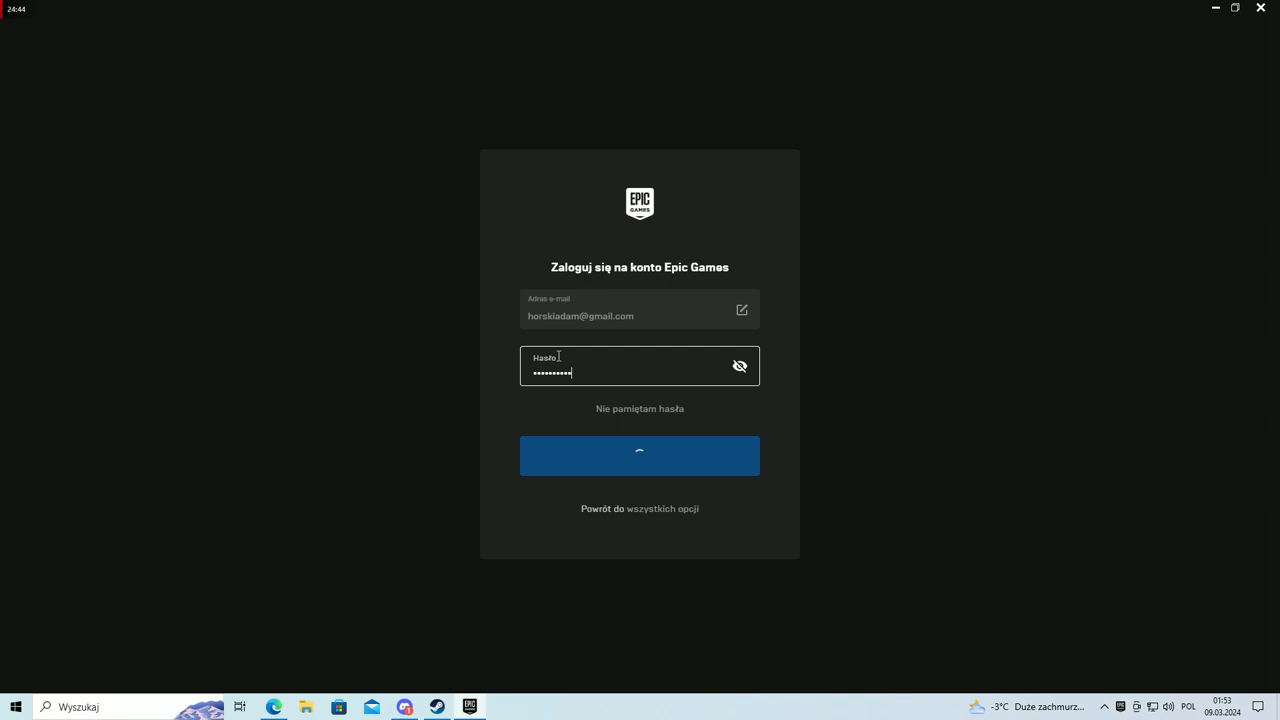 24:44
EPIC
GAMES
Zaloguj się na konto Epic Games
Adres e-mail
horskiadam@gmail.com
Hasło
••••••••••
Nie pamiętam hasła
Powrót do wszystkich opcji
Wyszukaj
1
-3°C Duże zachmurz...
POL
01:53
09.03.2024